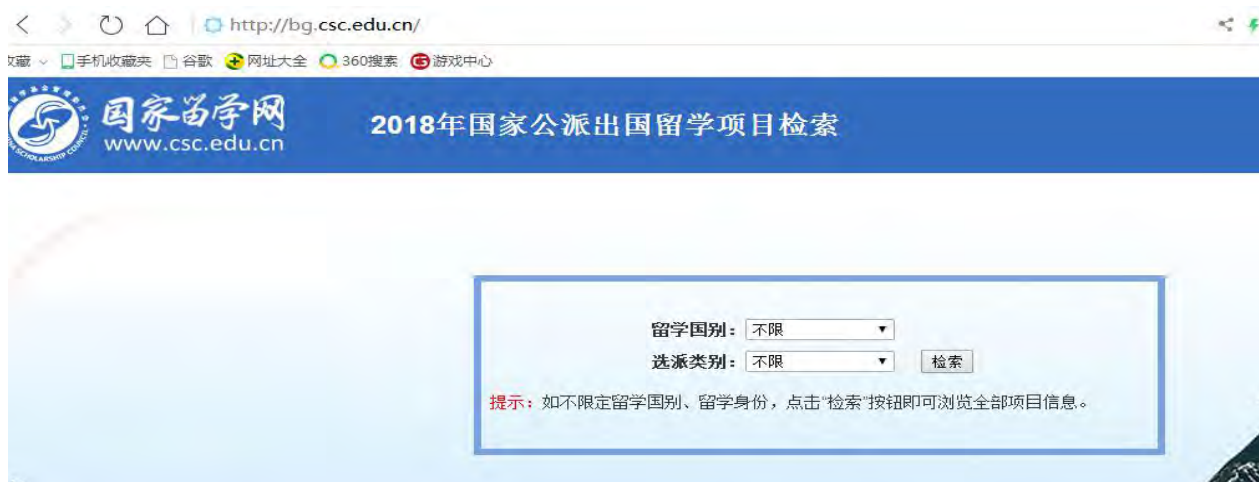 http://bg.csc.edu.cn/
收藏 手机收藏夹 谷歌 网址大全 360搜索 游戏中心
国家留学网
www.csc.edu.cn
2018年国家公派出国留学项目检索
留学国别： 不限
选派类别： 不限 检索
提示：如不限定留学国别、留学身份，点击“检索”按钮即可浏览全部项目信息。